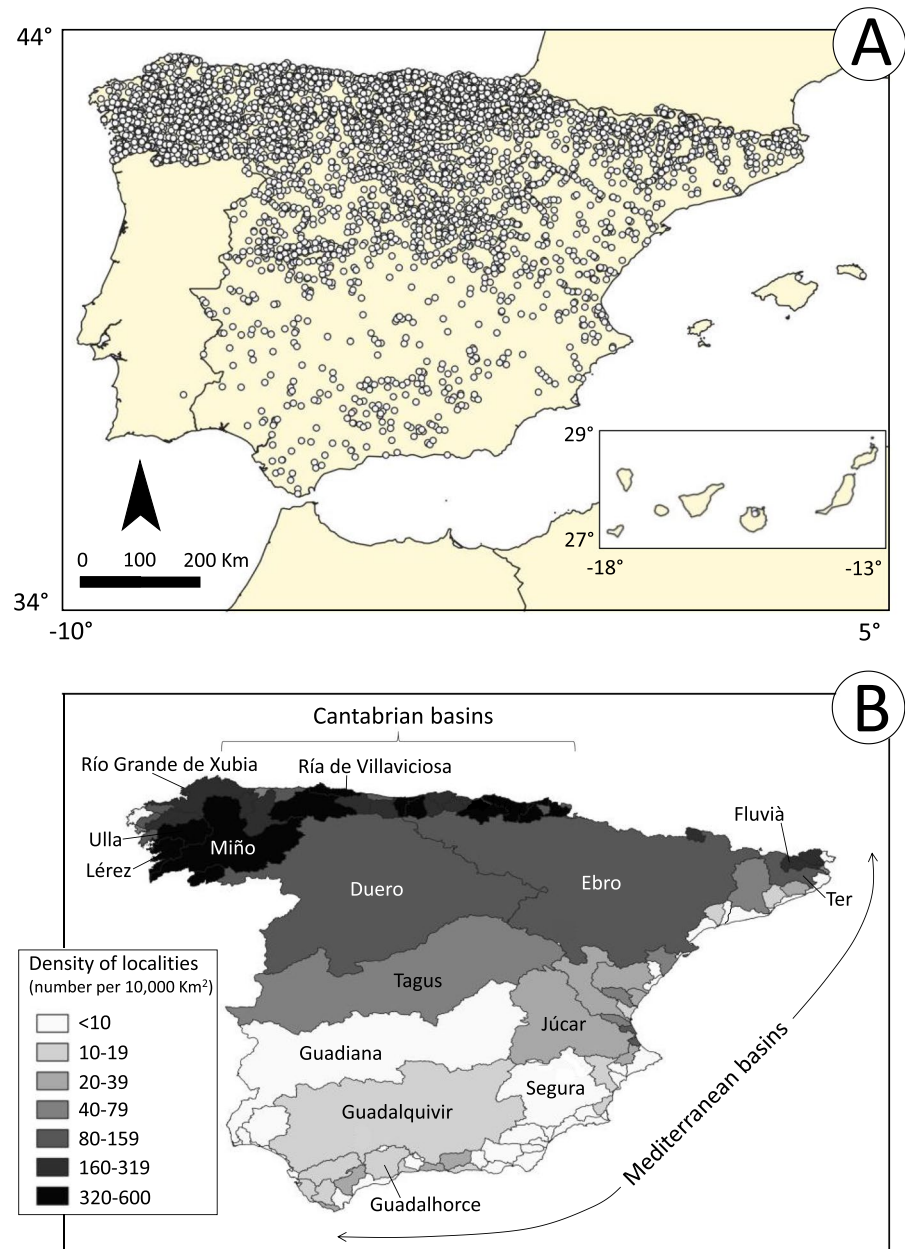 A
44°
29°
27°
-18°
-13°
0 100 200 Km
34°
-10°
5°
B
Cantabrian basins
Río Grande de Xubia
Ría de Villaviciosa
Fluvià
Ulla
Miño
Lérez
Duero
Ebro
Ter
Density of localities
(number per 10,000 Km²)
<10
10-19
20-39
40-79
80-159
160-319
320-600
Tagus
Júcar
Guadiana
Segura
Guadalquivir
Guadalhorce
Mediterranean basins